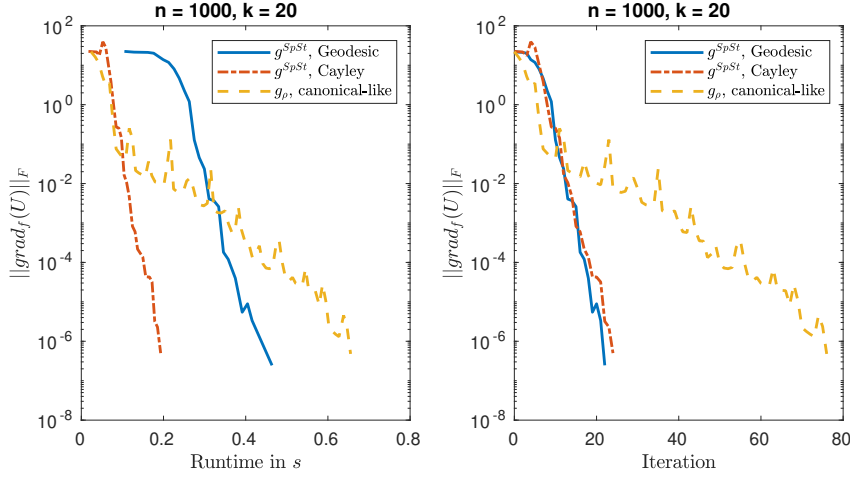 n = 1000, k = 20
10^2
10^0
10^-2
10^-4
10^-6
10^-8
||grad_f(U)||_F
0
0.2
0.4
0.6
0.8
Runtime in s
g^SpSt, Geodesic
g^SpSt, Cayley
g_ρ, canonical-like
n = 1000, k = 20
10^2
10^0
10^-2
10^-4
10^-6
10^-8
||grad_f(U)||_F
0
20
40
60
80
Iteration
g^SpSt, Geodesic
g^SpSt, Cayley
g_ρ, canonical-like